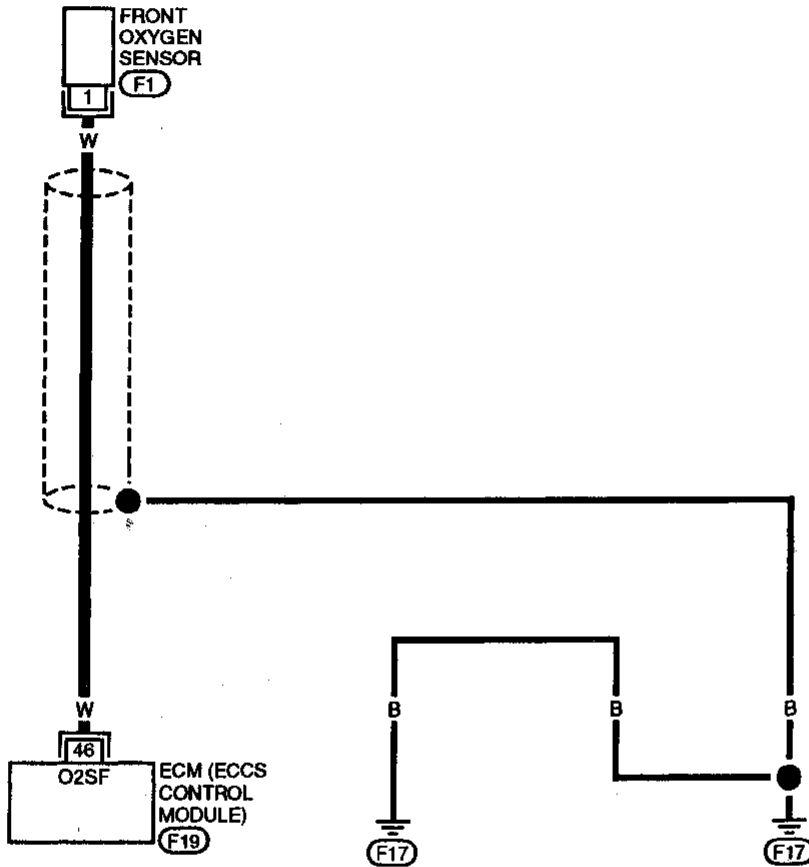 FRONT
OXYGEN
SENSOR
F1
1
W
W
B
B
B
46
O2SF
ECM (ECCS
CONTROL
MODULE)
F19
F17
F17